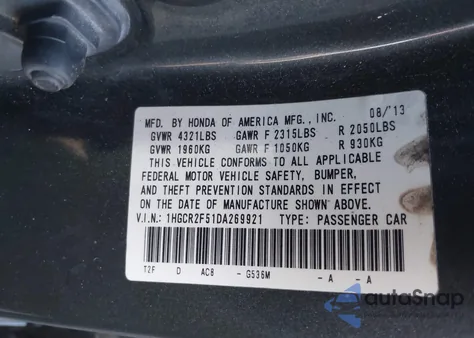 MFD. BY HONDA OF AMERICA MFG., INC. 08/'13
GVWR 4321LBS GAWR F 2315LBS R 2050LBS
GVWR 1960KG GAWR F 1050KG R 930KG
THIS VEHICLE CONFORMS TO ALL APPLICABLE
FEDERAL MOTOR VEHICLE SAFETY, BUMPER,
AND THEFT PREVENTION STANDARDS IN EFFECT
ON THE DATE OF MANUFACTURE SHOWN ABOVE.
V.I.N: 1HGCR2F51DA269921 TYPE: PASSENGER CAR
T2F D AC8 - G536M - A - A
autoSnap